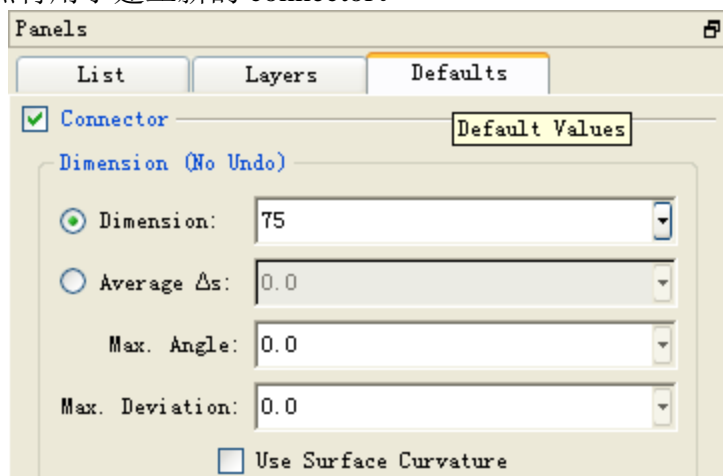 connector.
Panels
List Layers Defaults
Connector
Default Values
Dimension (No Undo)
Dimension: 75
Average Δs: 0.0
Max. Angle: 0.0
Max. Deviation: 0.0
Use Surface Curvature